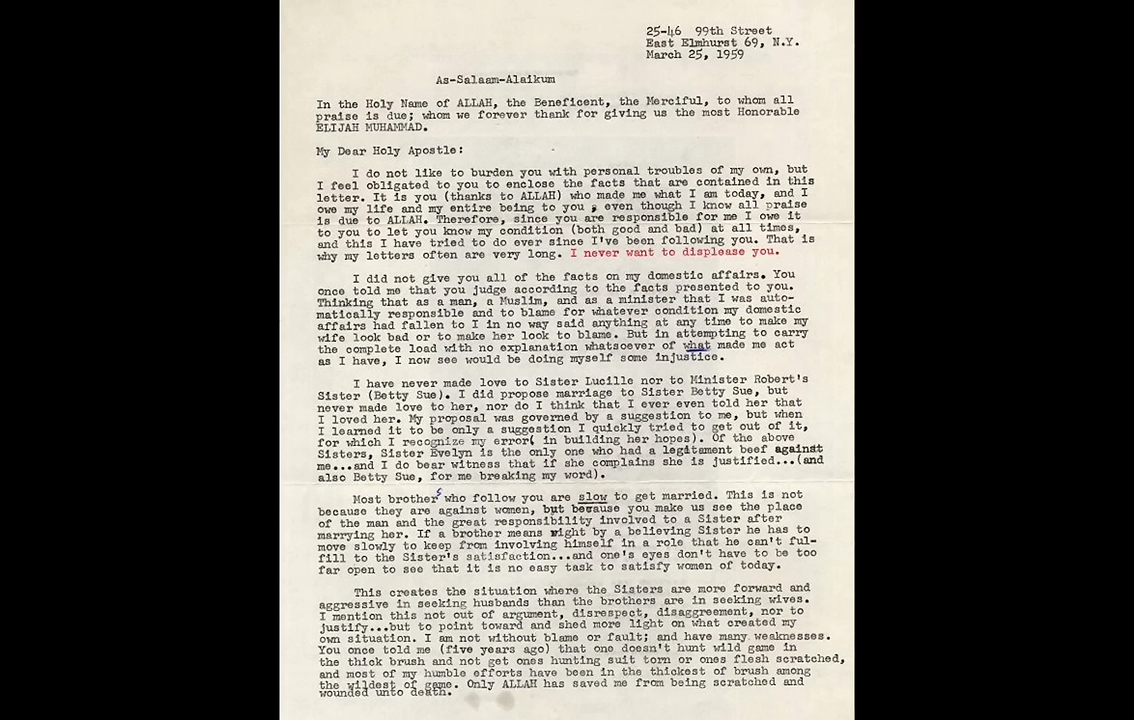 25-46 99th Street
East Elmhurst 69, N.Y.
March 25, 1959
As-Salaam-Alaikum
In the Holy Name of ALLAH, the Beneficent, the Merciful, to whom all
praise is due; whom we forever thank for giving us the most Honorable
ELIJAH MUHAMMAD.
My Dear Holy Apostle:
I do not like to burden you with personal troubles of my own, but
I feel obligated to you to enclose the facts that are contained in this
letter. It is you (thanks to ALLAH) who made me what I am today, and I
owe my life and my entire being to you, even though I know all praise
is due to ALLAH. Therefore, since you are responsible for me I owe it
to you to let you know my condition (both good and bad) at all times,
and this I have tried to do ever since I've been following you. That is
why my letters often are very long. I never want to displease you.
I did not give you all of the facts on my domestic affairs. You
once told me that you judge according to the facts presented to you.
Thinking that as a man, a Muslim, and as a minister that I was auto-
matically responsible and to blame for whatever condition my domestic
affairs had fallen to I in no way said anything at any time to make my
wife look bad or to make her look to blame. But in attempting to carry
the complete load with no explanation whatsoever of what made me act
as I have, I now see would be doing myself some injustice.
I have never made love to Sister Lucille nor to Minister Robert's
Sister (Betty Sue). I did propose marriage to Sister Betty Sue, but
never made love to her, nor do I think that I ever even told her that
I loved her. My proposal was governed by a suggestion to me, but when
I learned it to be only a suggestion I quickly tried to get out of it,
for which I recognize my error( in building her hopes). Of the above
Sisters, Sister Evelyn is the only one who had a legitament beef against
me...and I do bear witness that if she complains she is justified...(and
also Betty Sue, for me breaking my word).
Most brothers who follow you are slow to get married. This is not
because they are against women, but because you make us see the place
of the man and the great responsibility involved to a Sister after
marrying her. If a brother means right by a believing Sister he has to
move slowly to keep from involving himself in a role that he can't ful-
fill to the Sister's satisfaction...and one's eyes don't have to be too
far open to see that it is no easy task to satisfy women of today.
This creates the situation where the Sisters are more forward and
aggressive in seeking husbands than the brothers are in seeking wives.
I mention this not out of argument, disrespect, disagreement, nor to
justify...but to point toward and shed more light on what created my
own situation. I am not without blame or fault; and have many weaknesses.
You once told me (five years ago) that one doesn't hunt wild game in
the thick brush and not get ones hunting suit torn or ones flesh scratched,
and most of my humble efforts have been in the thickest of brush among
the wildest of game. Only ALLAH has saved me from being scratched and
wounded unto death.